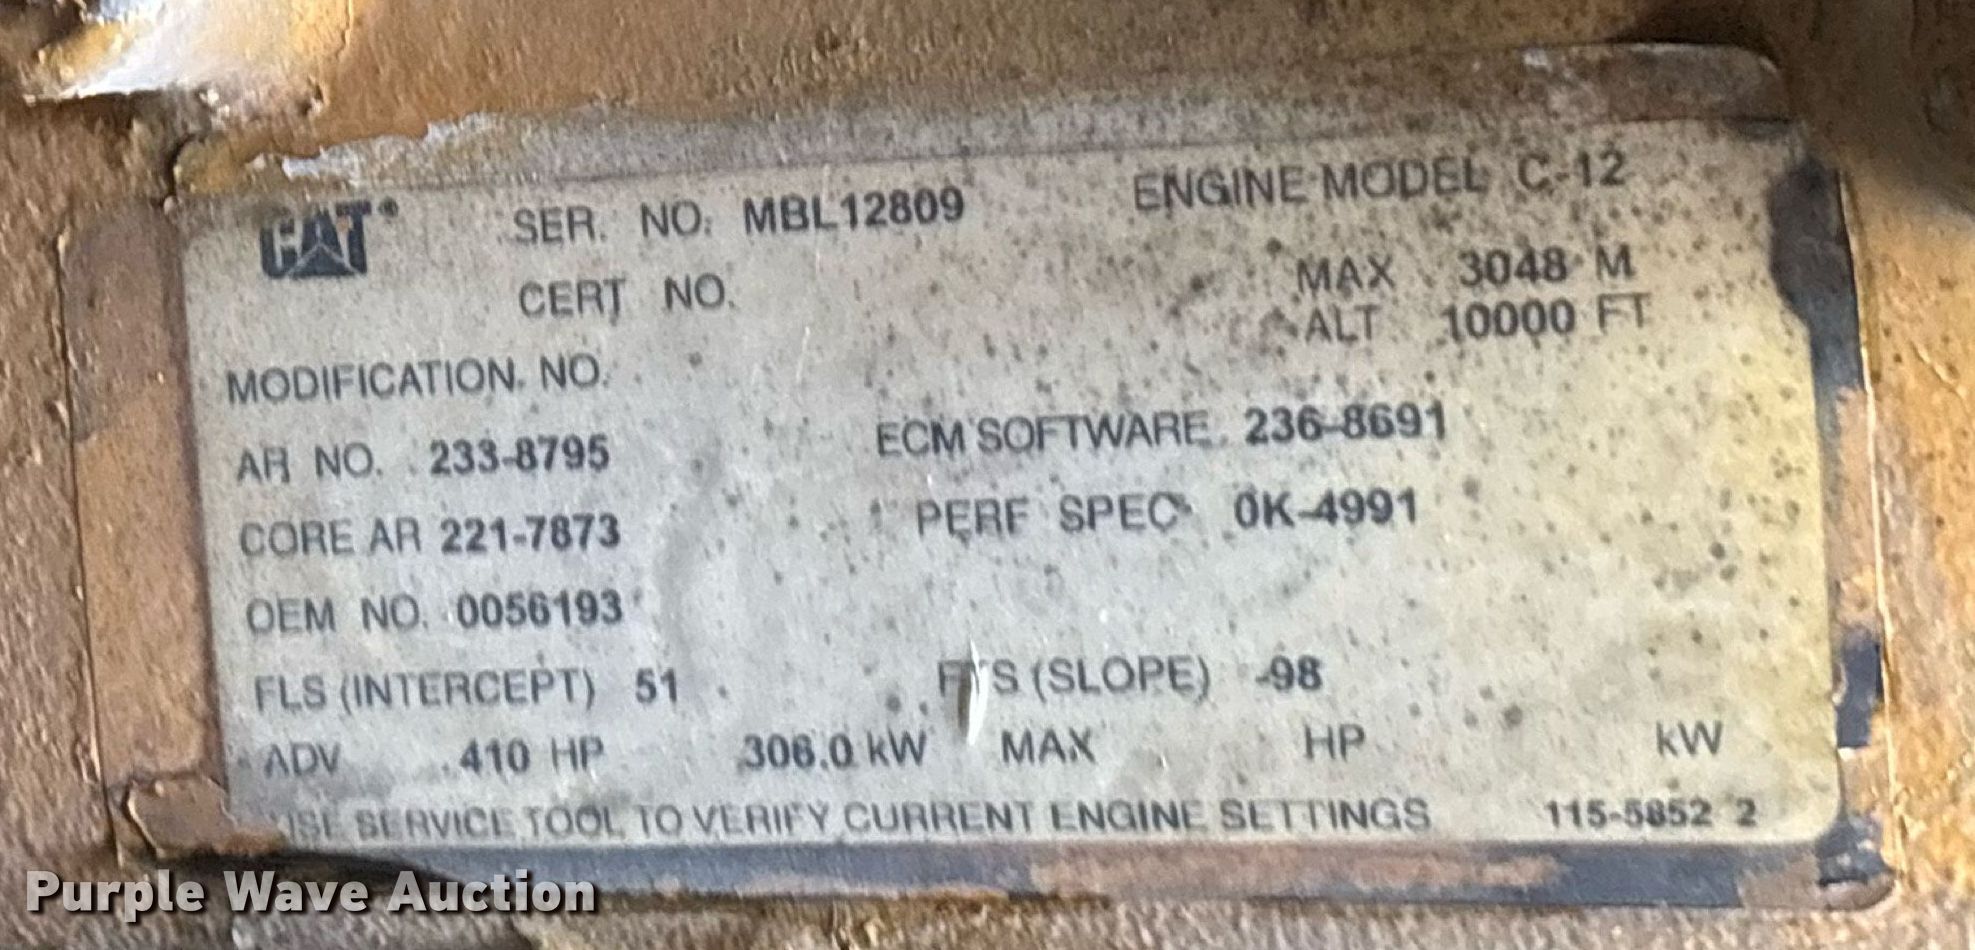 CAT® SER. NO. MBL12809 ENGINE MODEL C-12
CERT NO. MAX 3048 M
ALT 10000 FT
MODIFICATION NO.
AR NO. 233-8795 ECM SOFTWARE 236-8691
CORE AR 221-7873 PERF SPEC 0K-4991
OEM NO. 0056193
FLS (INTERCEPT) 51 FTS (SLOPE) -98
ADV 410 HP 306.0 kW MAX HP kW
USE SERVICE TOOL TO VERIFY CURRENT ENGINE SETTINGS 115-5852 2
Purple Wave Auction